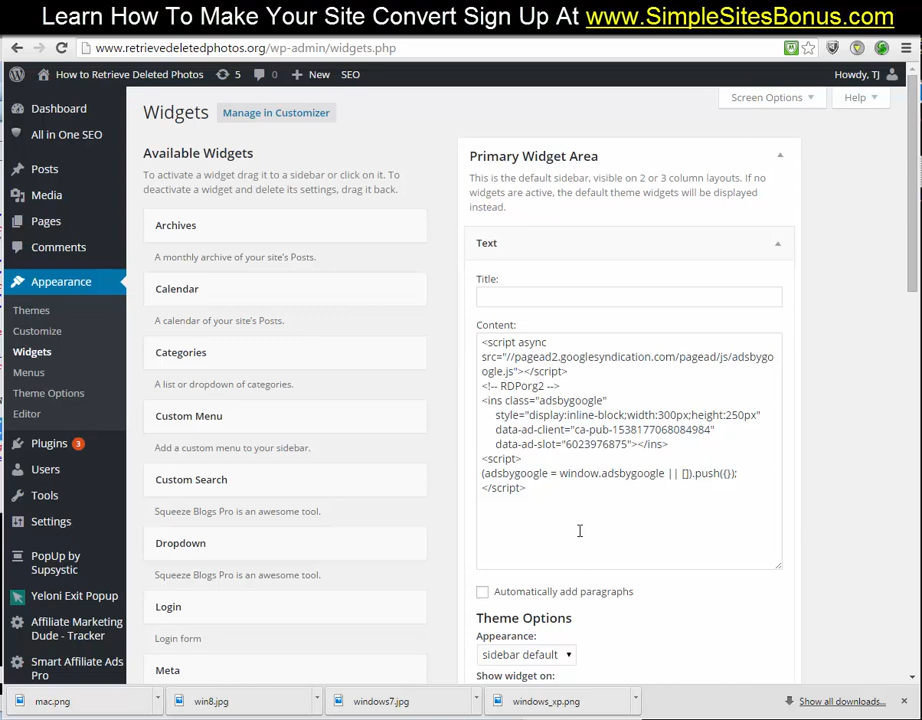 Learn How To Make Your Site Convert Sign Up At www.SimpleSitesBonus.com
www.retrievedeletedphotos.org/wp-admin/widgets.php
How to Retrieve Deleted Photos 5 0 + New SEO Howdy, TJ
Screen Options Help
Dashboard
All in One SEO
Posts
Media
Pages
Comments
Appearance
Themes
Customize
Widgets
Menus
Header
Theme Options
Editor
Plugins 3
Users
Tools
Settings
PopUp by
Supsystic
Yeloni Exit Popup
Affiliate Marketing
Dude - Tracker
Smart Affiliate Ads
Pro
Widgets Manage in Customizer
Available Widgets
To activate a widget drag it to a sidebar or click on it. To
deactivate a widget and delete its settings, drag it back.
Archives
A monthly archive of your site's Posts.
Calendar
A calendar of your site's Posts.
Categories
A list or dropdown of categories.
Custom Menu
Add a custom menu to your sidebar.
Custom Search
Squeeze Blogs Pro is an awesome tool.
Dropdown
Squeeze Blogs Pro is an awesome tool.
Login
Login form
Meta
Primary Widget Area
This is the default sidebar, visible on 2 or 3 column layouts. If no
widgets are active, the default theme widgets will be displayed
instead.
Text
Title:
Content:
<script async
src="//pagead2.googlesyndication.com/pagead/js/adsbygo
ogle.js"></script>
<!-- RDPorg2 -->
<ins class="adsbygoogle"
style="display:inline-block;width:300px;height:250px"
data-ad-client="ca-pub-1538177068084984"
data-ad-slot="6023976875"></ins>
<script>
(adsbygoogle = window.adsbygoogle || []).push({});
</script>
Automatically add paragraphs
Theme Options
Appearance:
sidebar default
Show widget on:
mac.png
win8.jpg
windows7.jpg
windows_xp.png
Show all downloads...